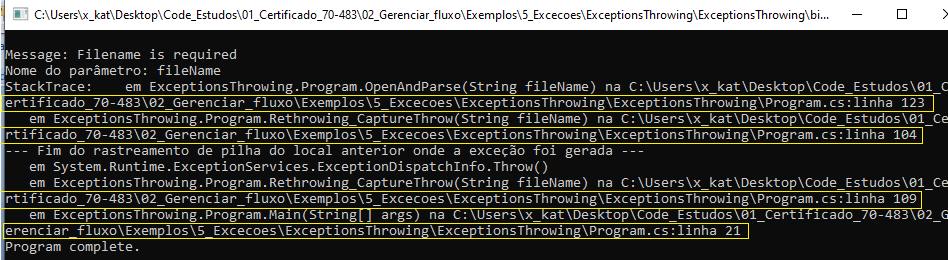 C:\Users\x_kat\Desktop\Code_Estudos\01_Certificado_70-483\02_Gerenciar_fluxo\Exemplos\5_Excecoes\ExceptionsThrowing\ExceptionsThrowing\bi...
Message: Filename is required
Nome do parâmetro: fileName
StackTrace:    em ExceptionsThrowing.Program.OpenAndParse(String fileName) na C:\Users\x_kat\Desktop\Code_Estudos\01_C
ertificado_70-483\02_Gerenciar_fluxo\Exemplos\5_Excecoes\ExceptionsThrowing\ExceptionsThrowing\Program.cs:linha 123
   em ExceptionsThrowing.Program.Rethrowing_CaptureThrow(String fileName) na C:\Users\x_kat\Desktop\Code_Estudos\01_Ce
rtificado_70-483\02_Gerenciar_fluxo\Exemplos\5_Excecoes\ExceptionsThrowing\ExceptionsThrowing\Program.cs:linha 104
--- Fim do rastreamento de pilha do local anterior onde a exceção foi gerada ---
   em System.Runtime.ExceptionServices.ExceptionDispatchInfo.Throw()
   em ExceptionsThrowing.Program.Rethrowing_CaptureThrow(String fileName) na C:\Users\x_kat\Desktop\Code_Estudos\01_Ce
rtificado_70-483\02_Gerenciar_fluxo\Exemplos\5_Excecoes\ExceptionsThrowing\ExceptionsThrowing\Program.cs:linha 109
   em ExceptionsThrowing.Program.Main(String[] args) na C:\Users\x_kat\Desktop\Code_Estudos\01_Certificado_70-483\02_G
erenciar_fluxo\Exemplos\5_Excecoes\ExceptionsThrowing\ExceptionsThrowing\Program.cs:linha 21
Program complete.